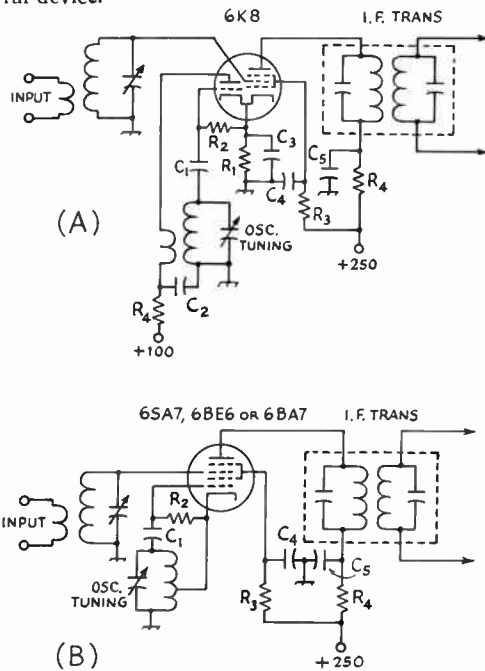 ral device.
6K8
I.F. TRANS
INPUT
R2
C3
C1
R1
C4
C5
R4
R3
OSC.
TUNING
+250
(A)
C2
R4
+100
6SA7, 6BE6 OR 6BA7
I.F. TRANS
INPUT
R2
C1
C4
C5
OSC.
TUNING
R3
R4
(B)
+250